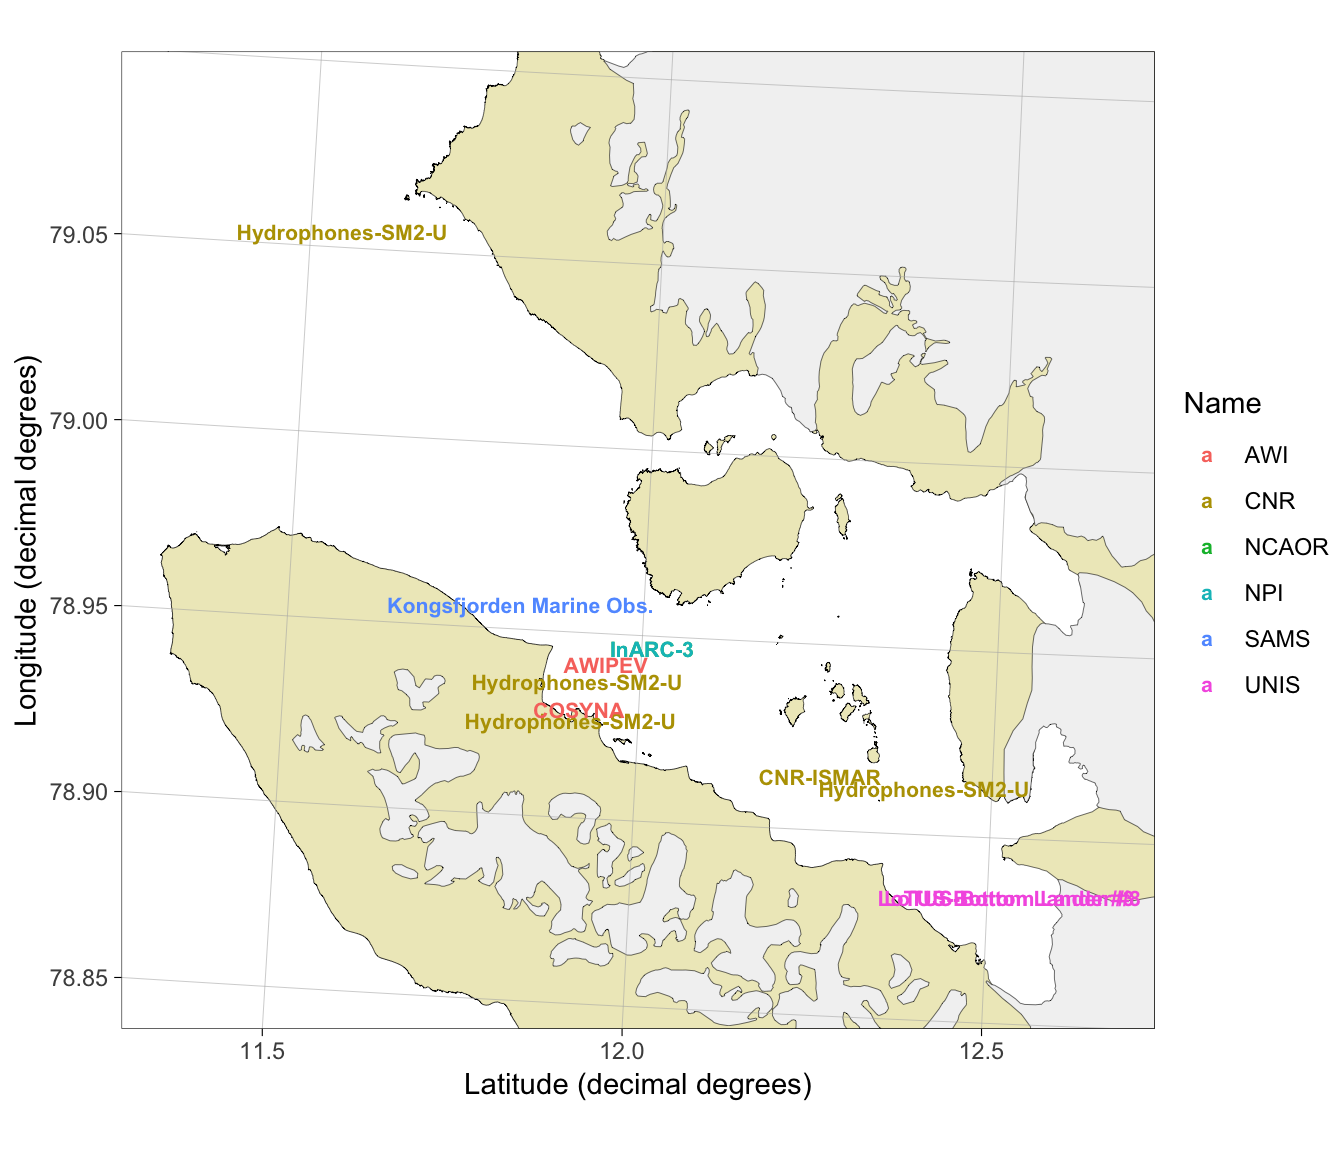 Hydrophones-SM2-U
79.05
79.00
78.95
78.90
78.85
Longitude (decimal degrees)
Kongsfjorden Marine Obs.
InARC-3
AWIPEV
Hydrophones-SM2-U
COSYNA
Hydrophones-SM2-U
CNR-ISMAR
Hydrophones-SM2-U
11.5
12.0
12.5
Latitude (decimal degrees)
Name
a AWI
a CNR
a NCAOR
a NPI
a SAMS
a UNIS